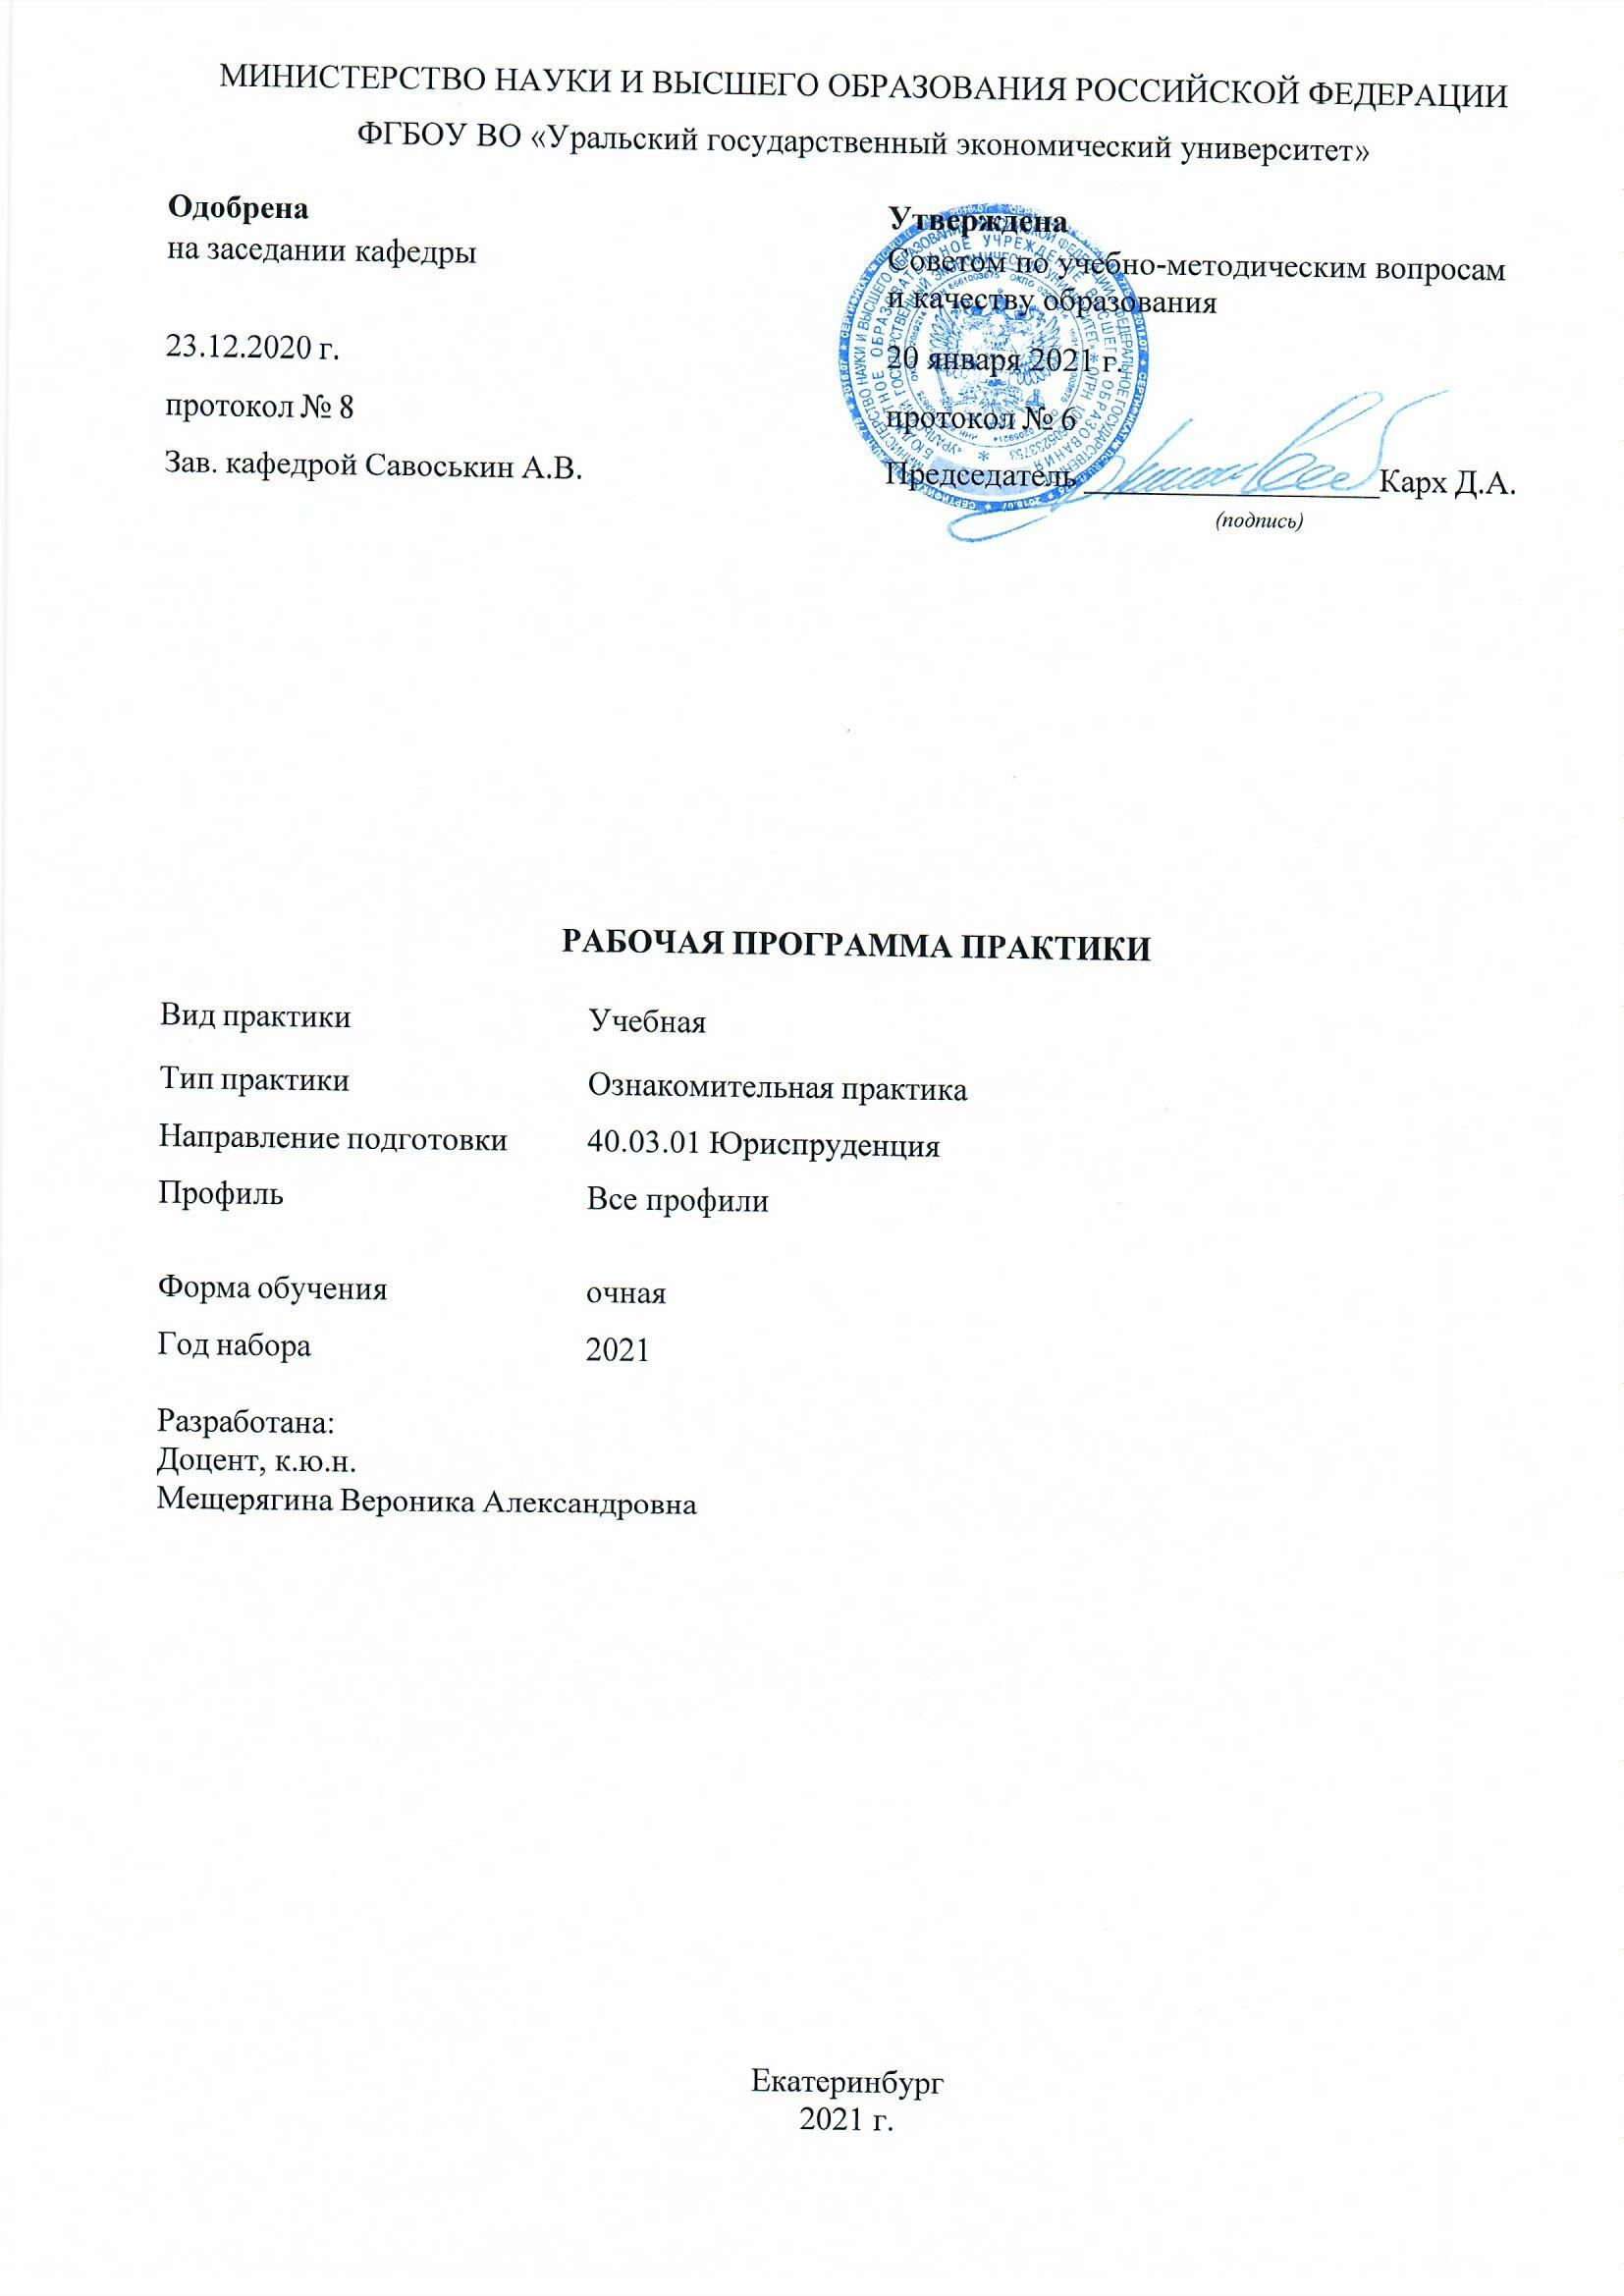 МИНИСТЕРСТВО НАУКИ И ВЫСШЕГО ОБРАЗОВАНИЯ РОССИЙСКОЙ ФЕДЕРАЦИИ
ФГБОУ ВО «Уральский государственный экономический университет»
Одобрена
на заседании кафедры
23.12.2020 г.
протокол № 8
Зав. кафедрой Савоськин А.В.
Утверждена
Советом по учебно-методическим вопросам
и качеству образования
20 января 2021 г.
протокол № 6
Председатель Карх Д.А.
(подпись)
РАБОЧАЯ ПРОГРАММА ПРАКТИКИ
Вид практики Учебная
Тип практики Ознакомительная практика
Направление подготовки 40.03.01 Юриспруденция
Профиль Все профили
Форма обучения очная
Год набора 2021
Разработана:
Доцент, к.ю.н.
Мещерягина Вероника Александровна
Екатеринбург
2021 г.